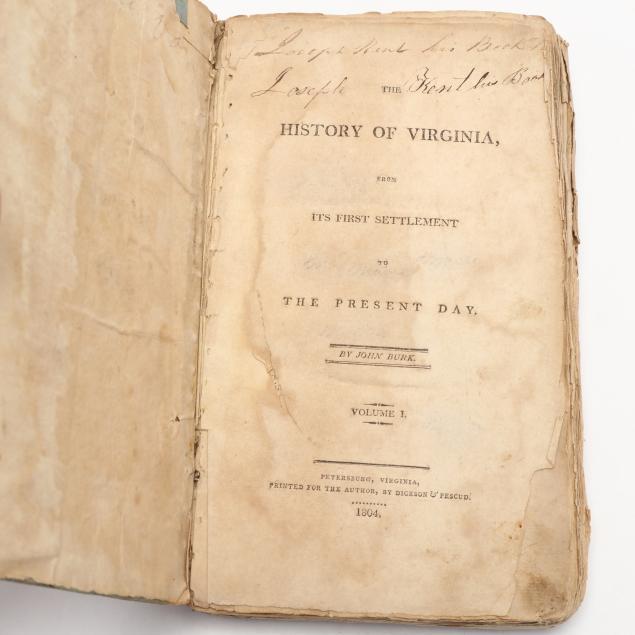 Joseph Kent his Book
Joseph THE Kent his Book
HISTORY OF VIRGINIA,
FROM
ITS FIRST SETTLEMENT
TO
THE PRESENT DAY.
BY JOHN BURK.
VOLUME I.
PETERSBURG, VIRGINIA,
PRINTED FOR THE AUTHOR, BY DICKSON & PESCUD.
1804.